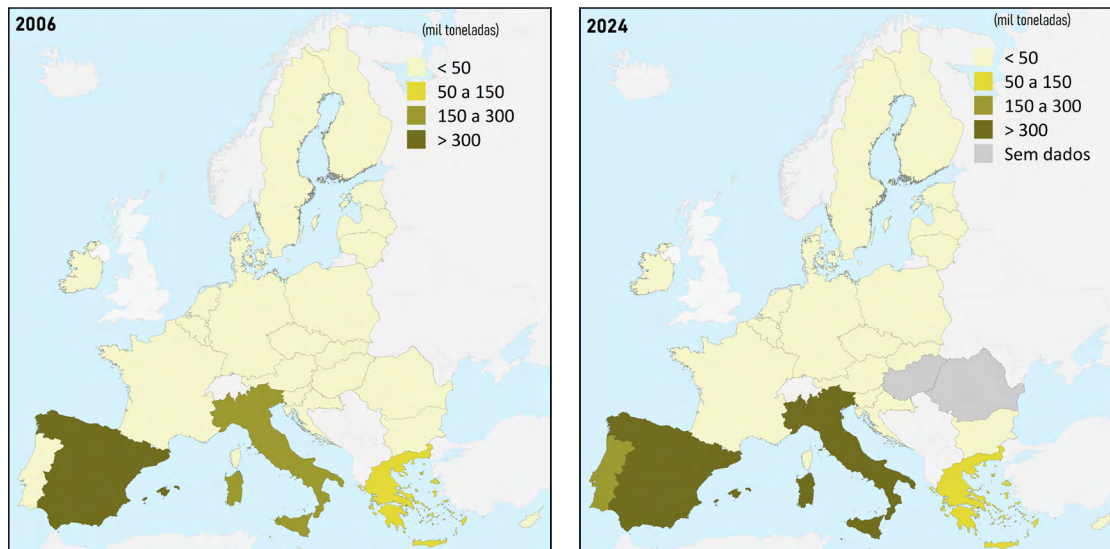 2006
(mil toneladas)
< 50
50 a 150
150 a 300
> 300
2024
(mil toneladas)
< 50
50 a 150
150 a 300
> 300
Sem dados